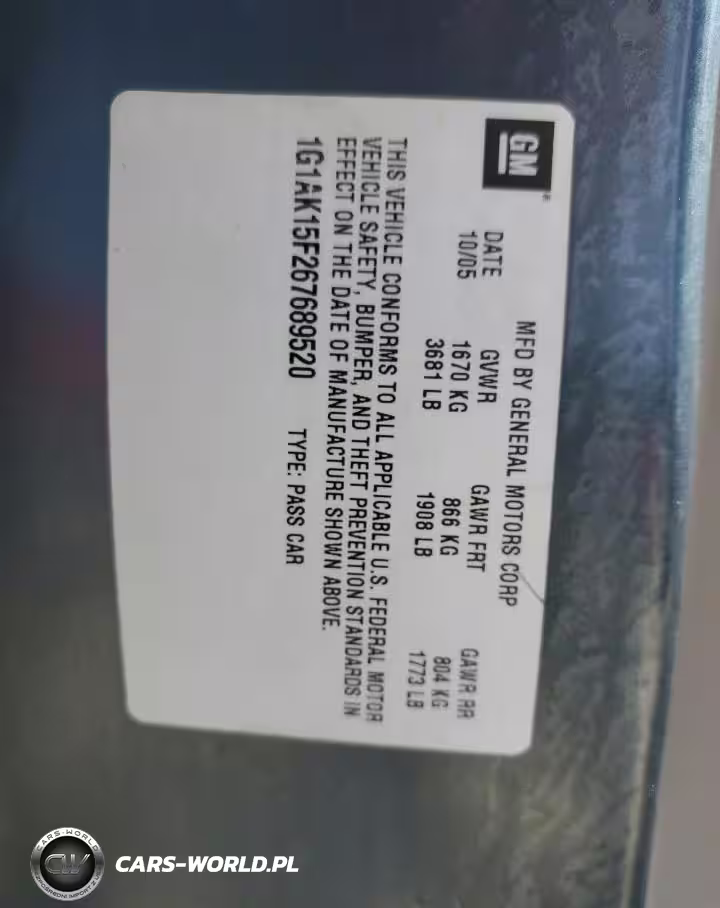 GM
MFD BY GENERAL MOTORS CORP
DATE GVWR GAWR FRT GAWR RR
10/05 1670 KG 866 KG 804 KG
3681 LB 1908 LB 1773 LB
THIS VEHICLE CONFORMS TO ALL APPLICABLE U.S. FEDERAL MOTOR
VEHICLE SAFETY, BUMPER, AND THEFT PREVENTION STANDARDS IN
EFFECT ON THE DATE OF MANUFACTURE SHOWN ABOVE.
1G1AK15F267689520 TYPE: PASS CAR
CARS-WORLD
CW
CARS-WORLD.PL